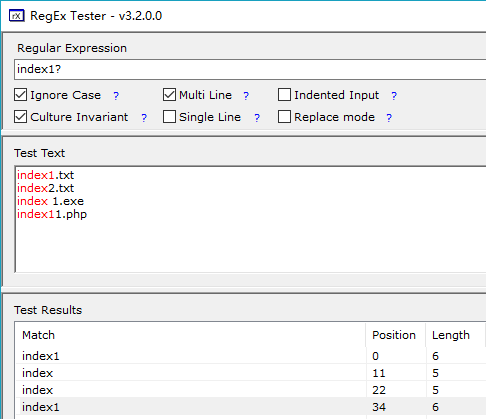 RegEx Tester - v3.2.0.0
Regular Expression
index1?
Ignore Case ? Multi Line ? Indented Input ?
Culture Invariant ? Single Line ? Replace mode ?
Test Text
index1.txt
index2.txt
index 1.exe
index11.php
Test Results
Match Position Length
index1 0 6
index 11 5
index 22 5
index1 34 6